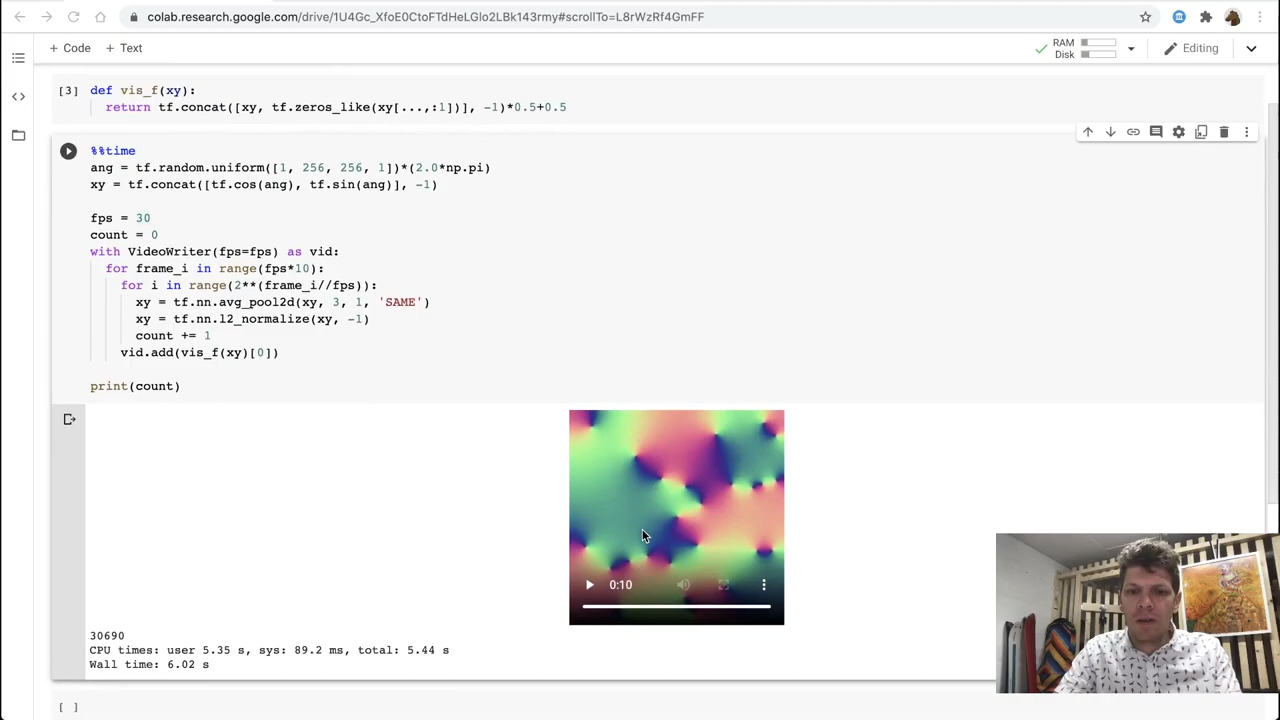 colab.research.google.com/drive/1U4Gc_XfoE0CtoFTdHeLGlo2LBk143rmy#scrollTo=L8rWzRf4GmFF
+ Code + Text
RAM
Disk
Editing
[3] def vis_f(xy):
return tf.concat([xy, tf.zeros_like(xy[...,:1])], -1)*0.5+0.5
%%time
ang = tf.random.uniform([1, 256, 256, 1])*(2.0*np.pi)
xy = tf.concat([tf.cos(ang), tf.sin(ang)], -1)
fps = 30
count = 0
with VideoWriter(fps=fps) as vid:
for frame_i in range(fps*10):
for i in range(2**(frame_i//fps)):
xy = tf.nn.avg_pool2d(xy, 3, 1, 'SAME')
xy = tf.nn.l2_normalize(xy, -1)
count += 1
vid.add(vis_f(xy)[0])
print(count)
0:10
30690
CPU times: user 5.35 s, sys: 89.2 ms, total: 5.44 s
Wall time: 6.02 s
[ ]